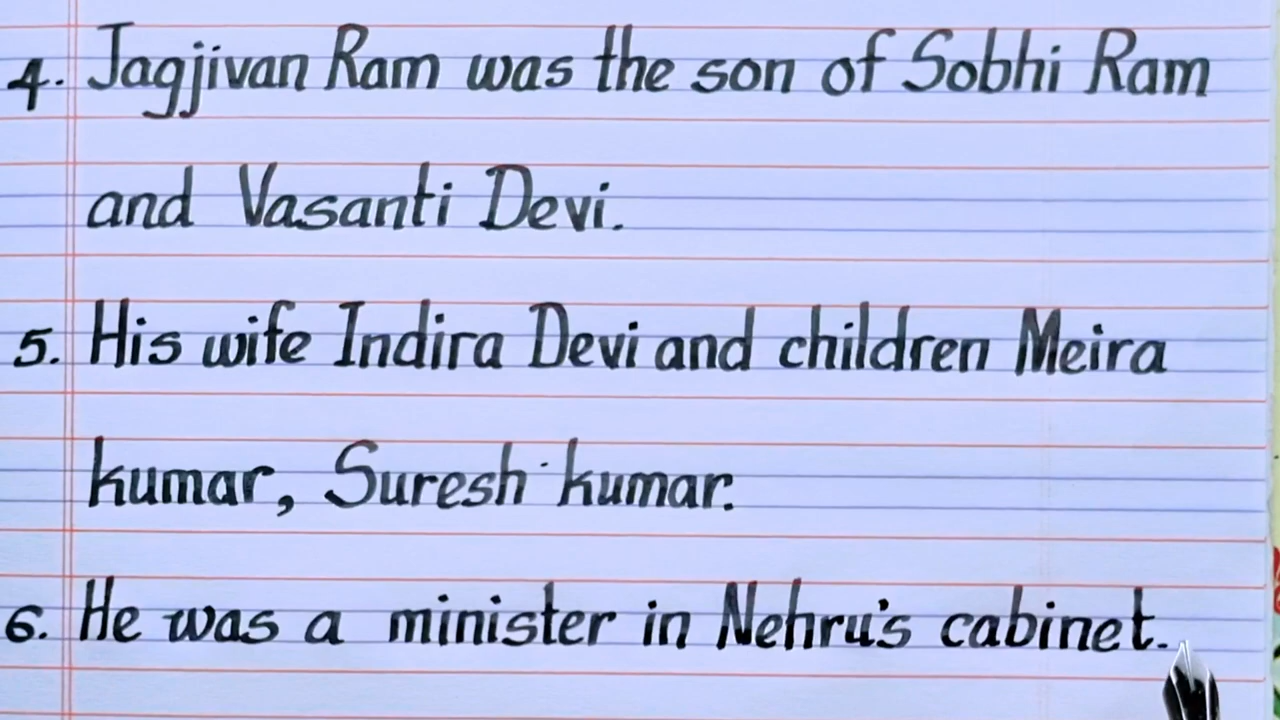 4. Jagjivan Ram was the son of Sobhi Ram
and Vasanti Devi.
5. His wife Indira Devi and children Meira
kumar, Suresh kumar.
6. He was a minister in Nehru's cabinet.